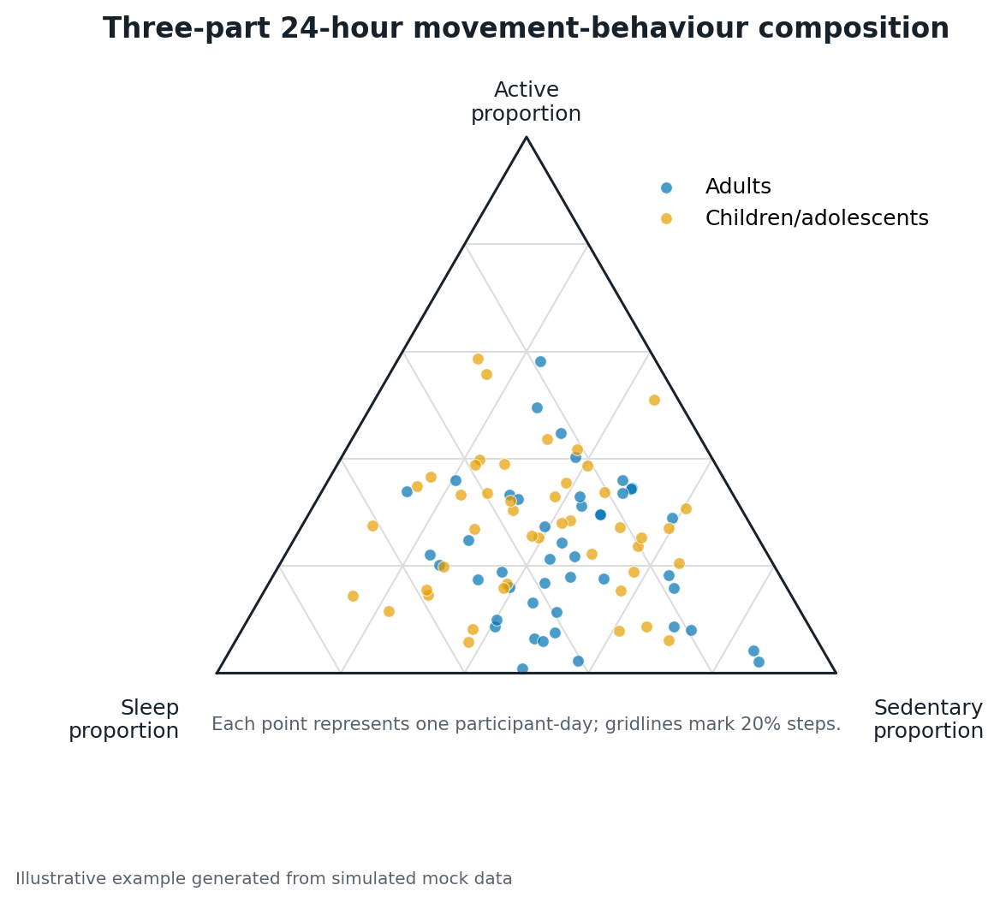 Three-part 24-hour movement-behaviour composition
Active
proportion
Adults
Children/adolescents
Sleep
proportion
Each point represents one participant-day; gridlines mark 20% steps.
Sedentary
proportion
Illustrative example generated from simulated mock data